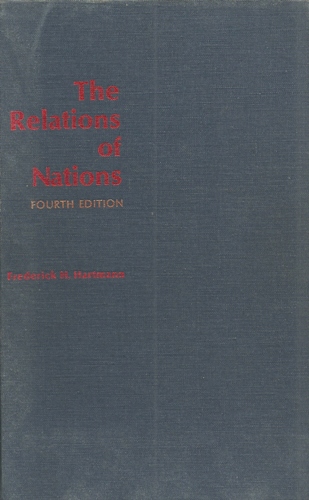 The
Relations
of
Nations
FOURTH EDITION
Frederick H. Hartmann